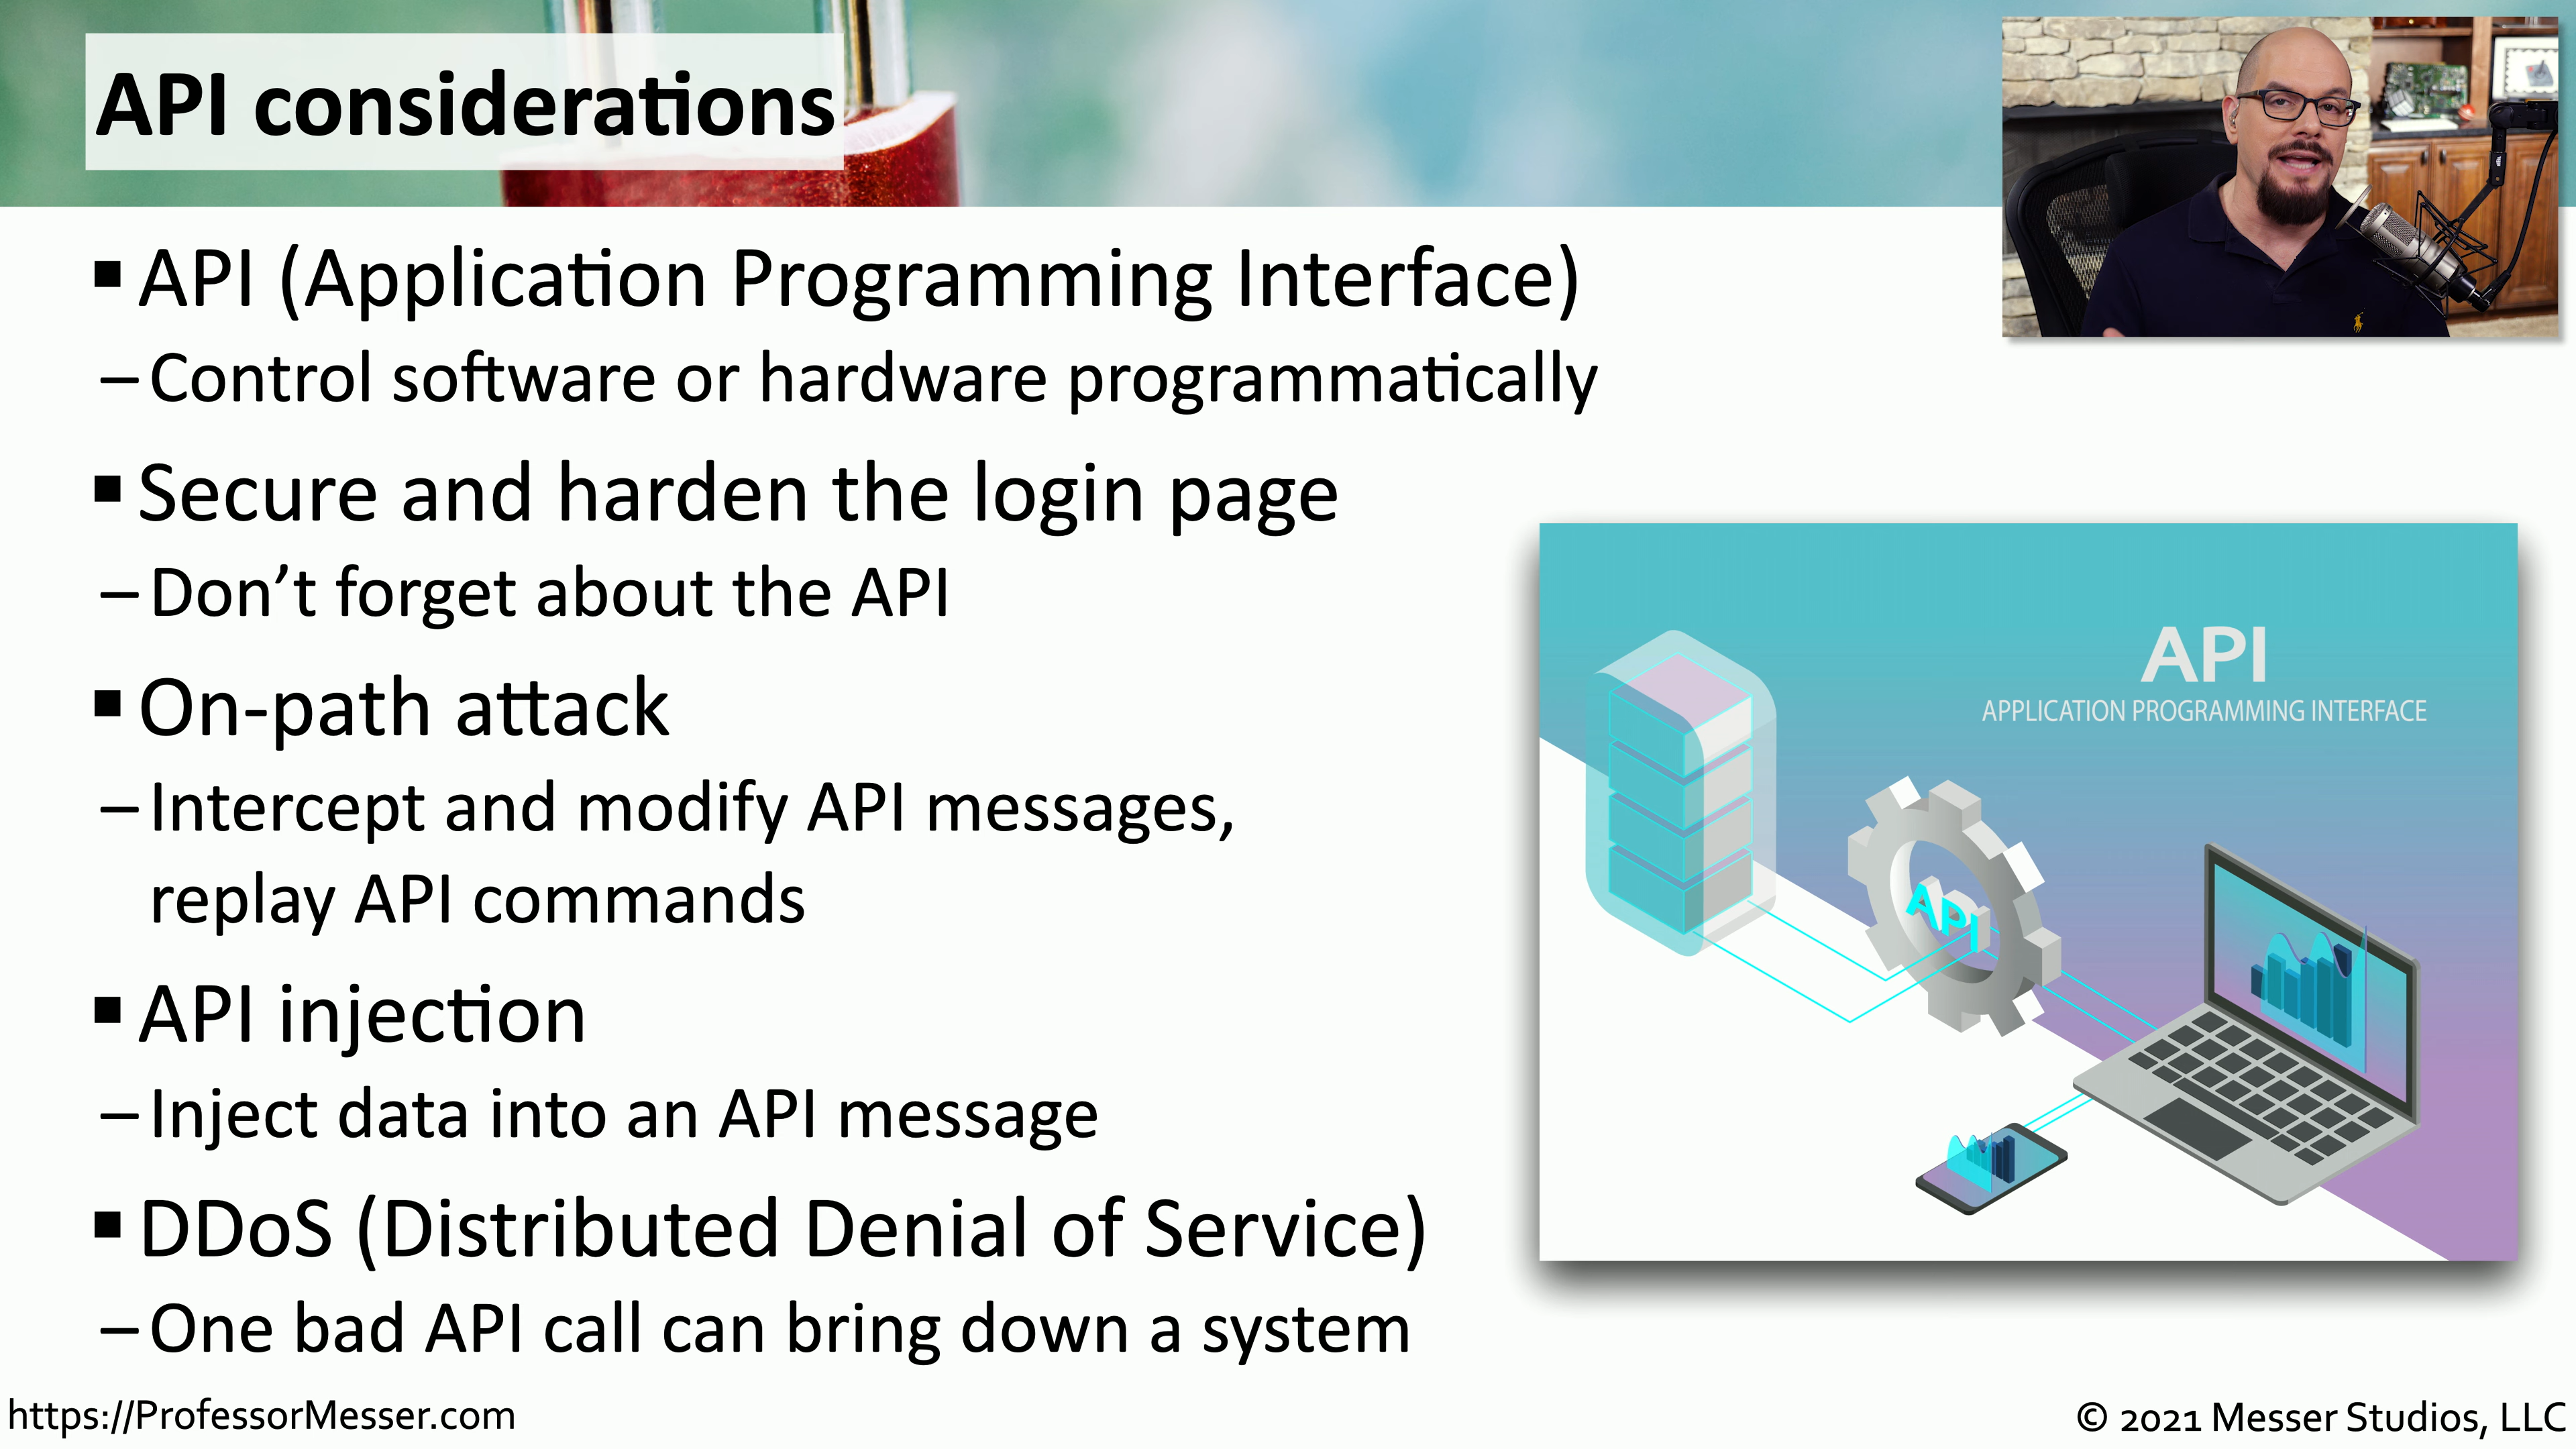 API considerations
▪ API (Application Programming Interface)
– Control software or hardware programmatically
▪ Secure and harden the login page
– Don’t forget about the API
▪ On-path attack
– Intercept and modify API messages,
replay API commands
▪ API injection
– Inject data into an API message
▪ DDoS (Distributed Denial of Service)
– One bad API call can bring down a system
API
APPLICATION PROGRAMMING INTERFACE
API
https://ProfessorMesser.com
© 2021 Messer Studios, LLC